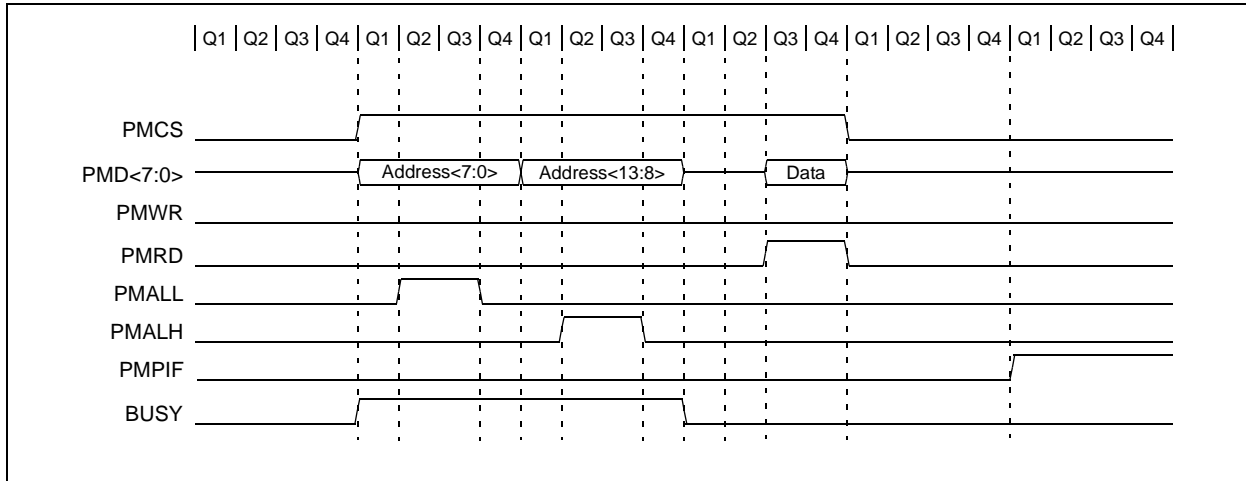 Q1 Q2 Q3 Q4 Q1 Q2 Q3 Q4 Q1 Q2 Q3 Q4 Q1 Q2 Q3 Q4 Q1 Q2 Q3 Q4 Q1 Q2 Q3 Q4
PMCS
PMD<7:0> Address<7:0> Address<13:8> Data
PMWR
PMRD
PMALL
PMALH
PMPIF
BUSY